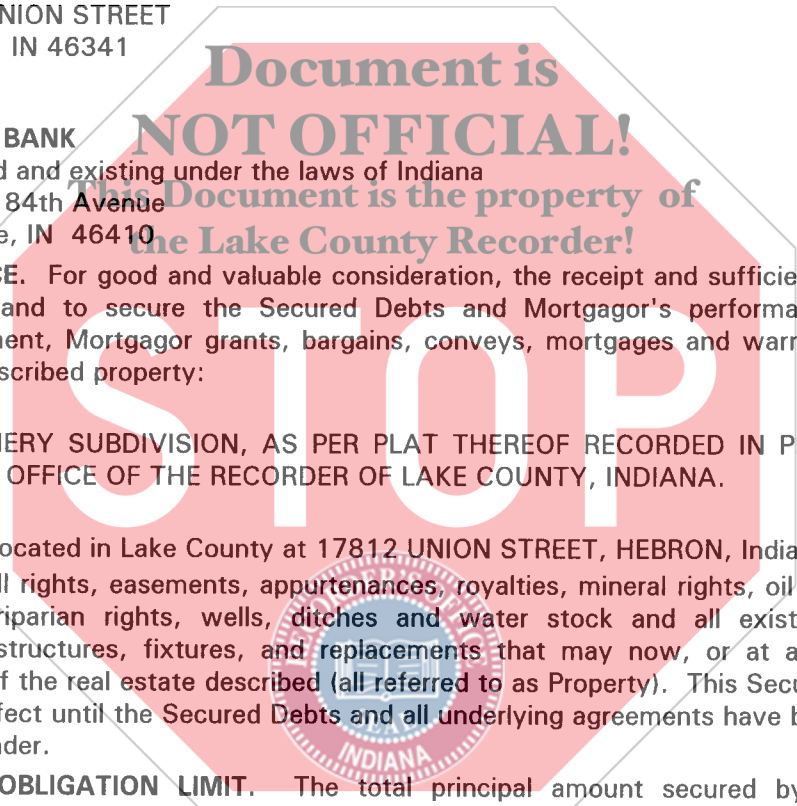 NION STREET
IN 46341
Document is
NOT OFFICIAL!
BANK
d and existing under the laws of Indiana
This Document is the property of
84th Avenue
e, IN 46410
the Lake County Recorder!
CE. For good and valuable consideration, the receipt and sufficie
and to secure the Secured Debts and Mortgagor's performa
ment, Mortgagor grants, bargains, conveys, mortgages and warr
scribed property:
STOP
ERY SUBDIVISION, AS PER PLAT THEREOF RECORDED IN P
OFFICE OF THE RECORDER OF LAKE COUNTY, INDIANA.
ocated in Lake County at 17812 UNION STREET, HEBRON, India
ll rights, easements, appurtenances, royalties, mineral rights, oil
riparian rights, wells, ditches and water stock and all exist
structures, fixtures, and replacements that may now, or at a
f the real estate described (all referred to as Property). This Secu
fect until the Secured Debts and all underlying agreements have b
nder.
SEAL
INDIANA
OBLIGATION LIMIT. The total principal amount secured by